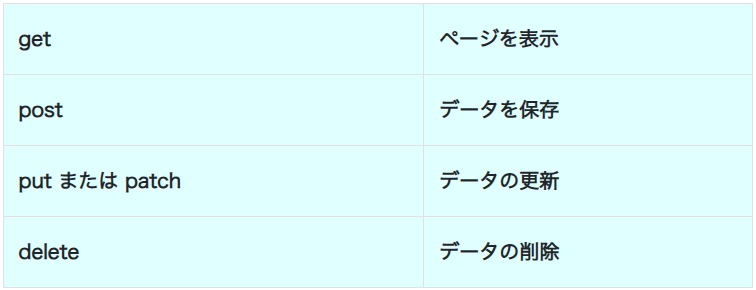 get ページを表示
post データを保存
put または patch データの更新
delete データの削除